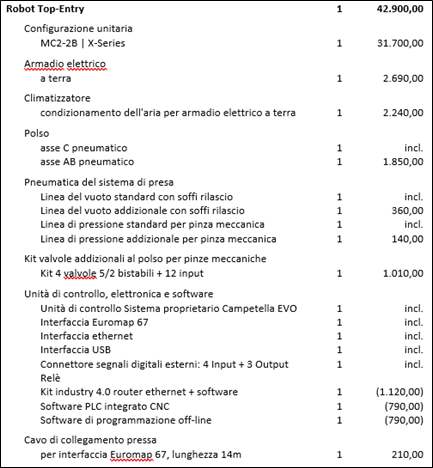 Robot Top-Entry 1 42.900,00
Configurazione unitaria
MC2-2B | X-Series 1 31.700,00
Armadio elettrico
a terra 1 2.690,00
Climatizzatore
condizionamento dell'aria per armadio elettrico a terra 1 2.240,00
Polso
asse C pneumatico 1 incl.
asse AB pneumatico 1 1.850,00
Pneumatica del sistema di presa
Linea del vuoto standard con soffi rilascio 1 incl.
Linea del vuoto addizionale con soffi rilascio 1 360,00
Linea di pressione standard per pinza meccanica 1 incl.
Linea di pressione addizionale per pinza meccanica 1 140,00
Kit valvole addizionali al polso per pinze meccaniche
Kit 4 valvole 5/2 bistabili + 12 input 1 1.010,00
Unità di controllo, elettronica e software
Unità di controllo Sistema proprietario Campetella EVO 1 incl.
Interfaccia Euromap 67 1 incl.
Interfaccia ethernet 1 incl.
Interfaccia USB 1 incl.
Connettore segnali digitali esterni: 4 Input + 3 Output 1 incl.
Relè
Kit industry 4.0 router ethernet + software 1 (1.120,00)
Software PLC integrato CNC 1 (790,00)
Software di programmazione off-line 1 (790,00)
Cavo di collegamento pressa
per interfaccia Euromap 67, lunghezza 14m 1 210,00